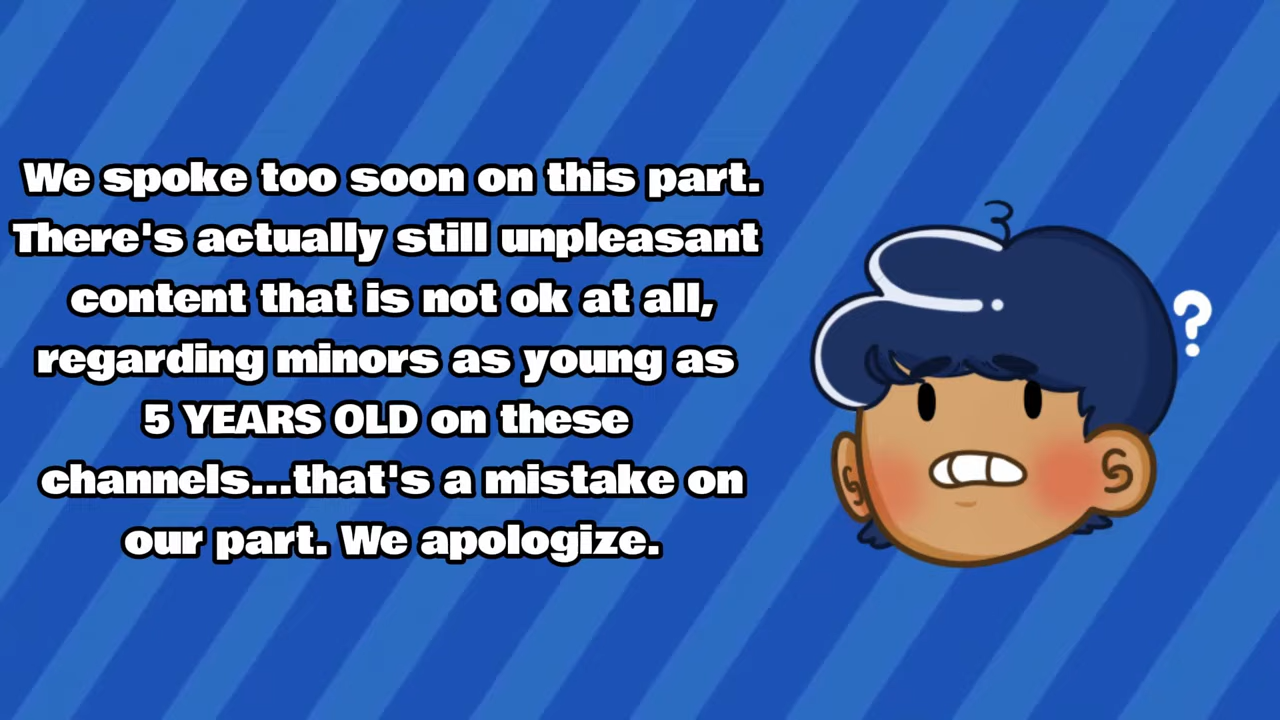 We spoke too soon on this part.
There's actually still unpleasant
content that is not ok at all,
regarding minors as young as
5 YEARS OLD on these
channels...that's a mistake on
our part. We apologize.
?